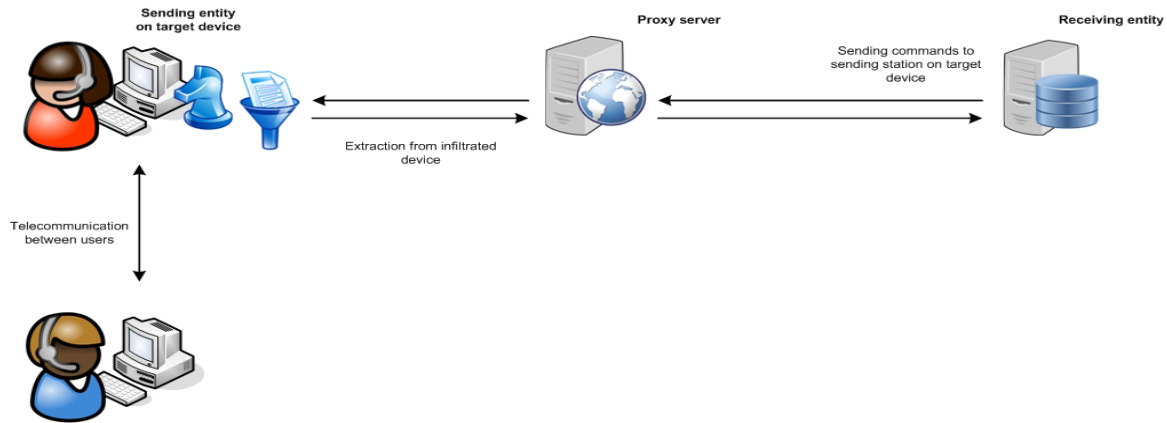 Sending entity
on target device
Proxy server
Receiving entity
Sending commands to
sending station on target
device
Extraction from infiltrated
device
Telecommunication
between users